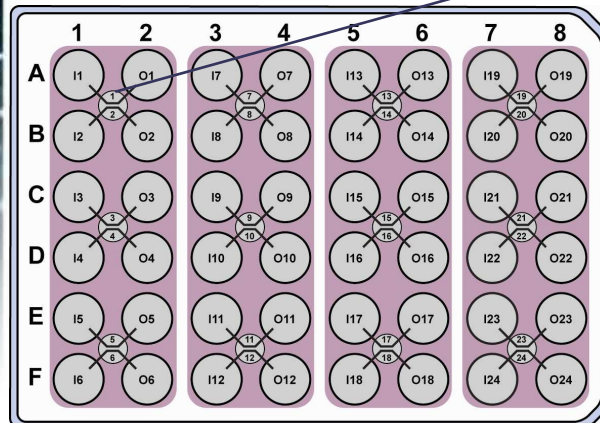 1 2 3 4 5 6 7 8
A I1 O1 I7 O7 I13 O13 I19 O19
1 7 13 19
2 8 14 20
B I2 O2 I8 O8 I14 O14 I20 O20
C I3 O3 I9 O9 I15 O15 I21 O21
3 9 15 21
4 10 16 22
D I4 O4 I10 O10 I16 O16 I22 O22
E I5 O5 I11 O11 I17 O17 I23 O23
5 11 17 23
6 12 18 24
F I6 O6 I12 O12 I18 O18 I24 O24